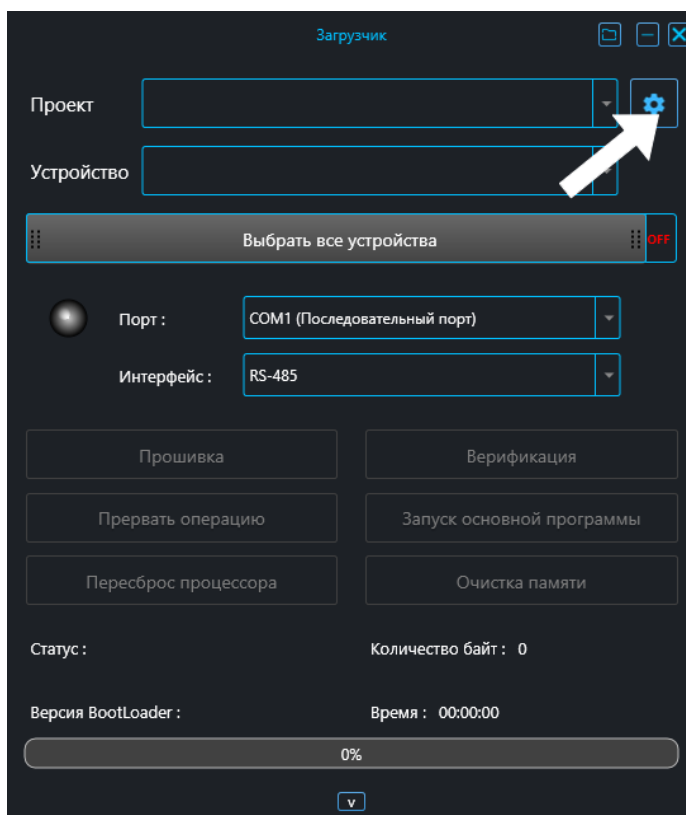 Загрузчик
Проект
Устройство
Выбрать все устройства OFF
Порт : COM1 (Последовательный порт)
Интерфейс : RS-485
Прошивка Верификация
Прервать операцию Запуск основной программы
Пересброс процессора Очистка памяти
Статус : Количество байт : 0
Версия BootLoader : Время : 00:00:00
0%
v